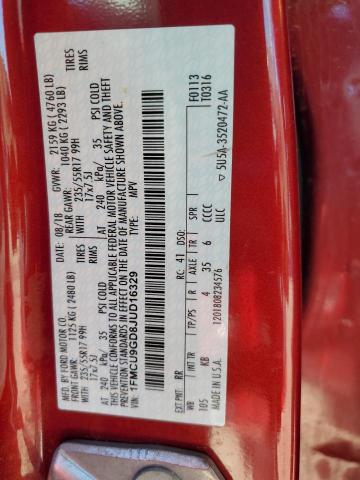 MFD. BY FORD MOTOR CO.
DATE: 08/18 GVWR: 2159 KG ( 4760 LB)
FRONT GAWR: 1125 KG (2480 LB) REAR GAWR: 1040 KG (2293 LB)
235/55R17 99H TIRES 235/55R17 99H TIRES
17x7.5J RIMS 17x7.5J RIMS
AT 240 kPa/ 35 PSI COLD AT 240 kPa/ 35 PSI COLD
THIS VEHICLE CONFORMS TO ALL APPLICABLE FEDERAL MOTOR VEHICLE SAFETY AND THEFT
PREVENTION STANDARDS IN EFFECT ON THE DATE OF MANUFACTURE SHOWN ABOVE.
VIN: 1FMCU9GD8JUD16329 TYPE: MPV
F0113
T0316
EXT PNT: RR RC: 41 DSO:
WB INT TR TP/PS R AXLE TR SPR
105 KB 4 35 6 CCCC
MADE IN U.S.A. ULC
1201808234576
5U5A-3520472-AA